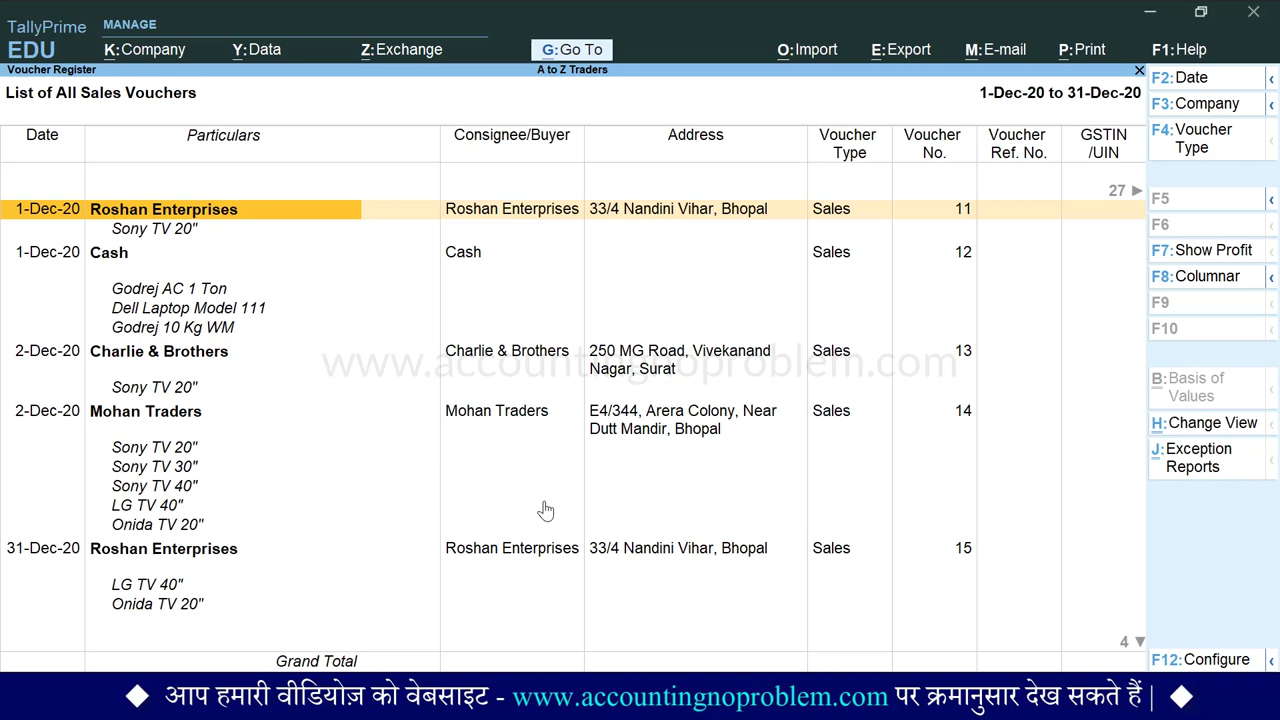 TallyPrime
EDU
MANAGE
K:Company Y:Data Z:Exchange G:Go To O:Import E:Export M:E-mail P:Print F1:Help
Voucher Register A to Z Traders
List of All Sales Vouchers 1-Dec-20 to 31-Dec-20
Date Particulars Consignee/Buyer Address Voucher Type Voucher No. Voucher Ref. No. GSTIN /UIN
27
1-Dec-20 Roshan Enterprises Roshan Enterprises 33/4 Nandini Vihar, Bhopal Sales 11
Sony TV 20"
1-Dec-20 Cash Cash Sales 12
Godrej AC 1 Ton
Dell Laptop Model 111
Godrej 10 Kg WM
2-Dec-20 Charlie & Brothers Charlie & Brothers 250 MG Road, Vivekanand Sales 13
Nagar, Surat
Sony TV 20"
2-Dec-20 Mohan Traders Mohan Traders E4/344, Arera Colony, Near Sales 14
Dutt Mandir, Bhopal
Sony TV 20"
Sony TV 30"
Sony TV 40"
LG TV 40"
Onida TV 20"
31-Dec-20 Roshan Enterprises Roshan Enterprises 33/4 Nandini Vihar, Bhopal Sales 15
LG TV 40"
Onida TV 20"
4
Grand Total
www.accountingnoproblem.com
F2:Date
F3:Company
F4:Voucher
Type
F5
F6
F7:Show Profit
F8:Columnar
F9
F10
B:Basis of
Values
H:Change View
J:Exception
Reports
F12:Configure
आप हमारी वीडियोज़ को वेबसाइट - www.accountingnoproblem.com पर क्रमानुसार देख सकते हैं |